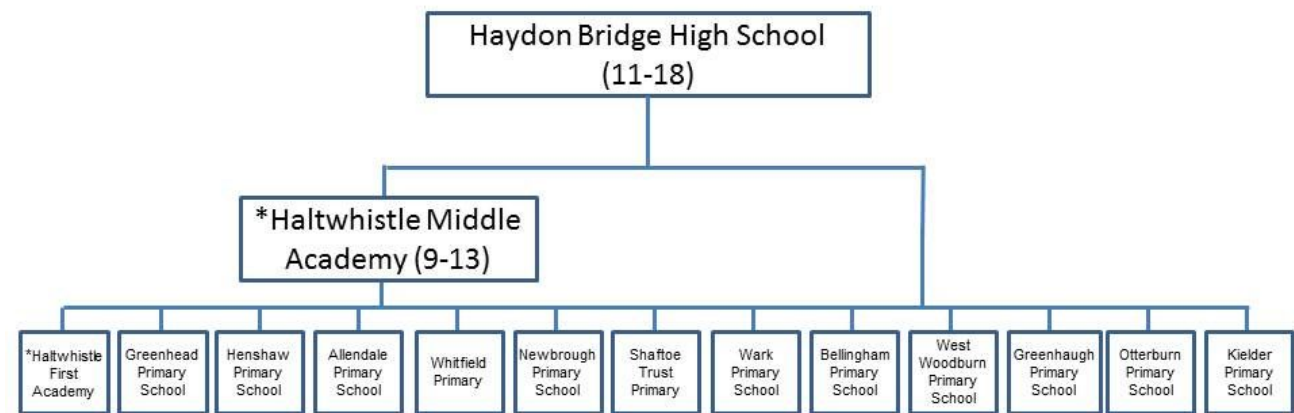 Haydon Bridge High School
(11-18)
*Haltwhistle Middle
Academy (9-13)
*Haltwhistle
First
Academy
Greenhead
Primary
School
Henshaw
Primary
School
Allendale
Primary
School
Whitfield
Primary
Newbrough
Primary
School
Shaftoe
Trust
Primary
Wark
Primary
School
Bellingham
Primary
School
West
Woodburn
Primary
School
Greenhaugh
Primary
School
Otterburn
Primary
School
Kielder
Primary
School